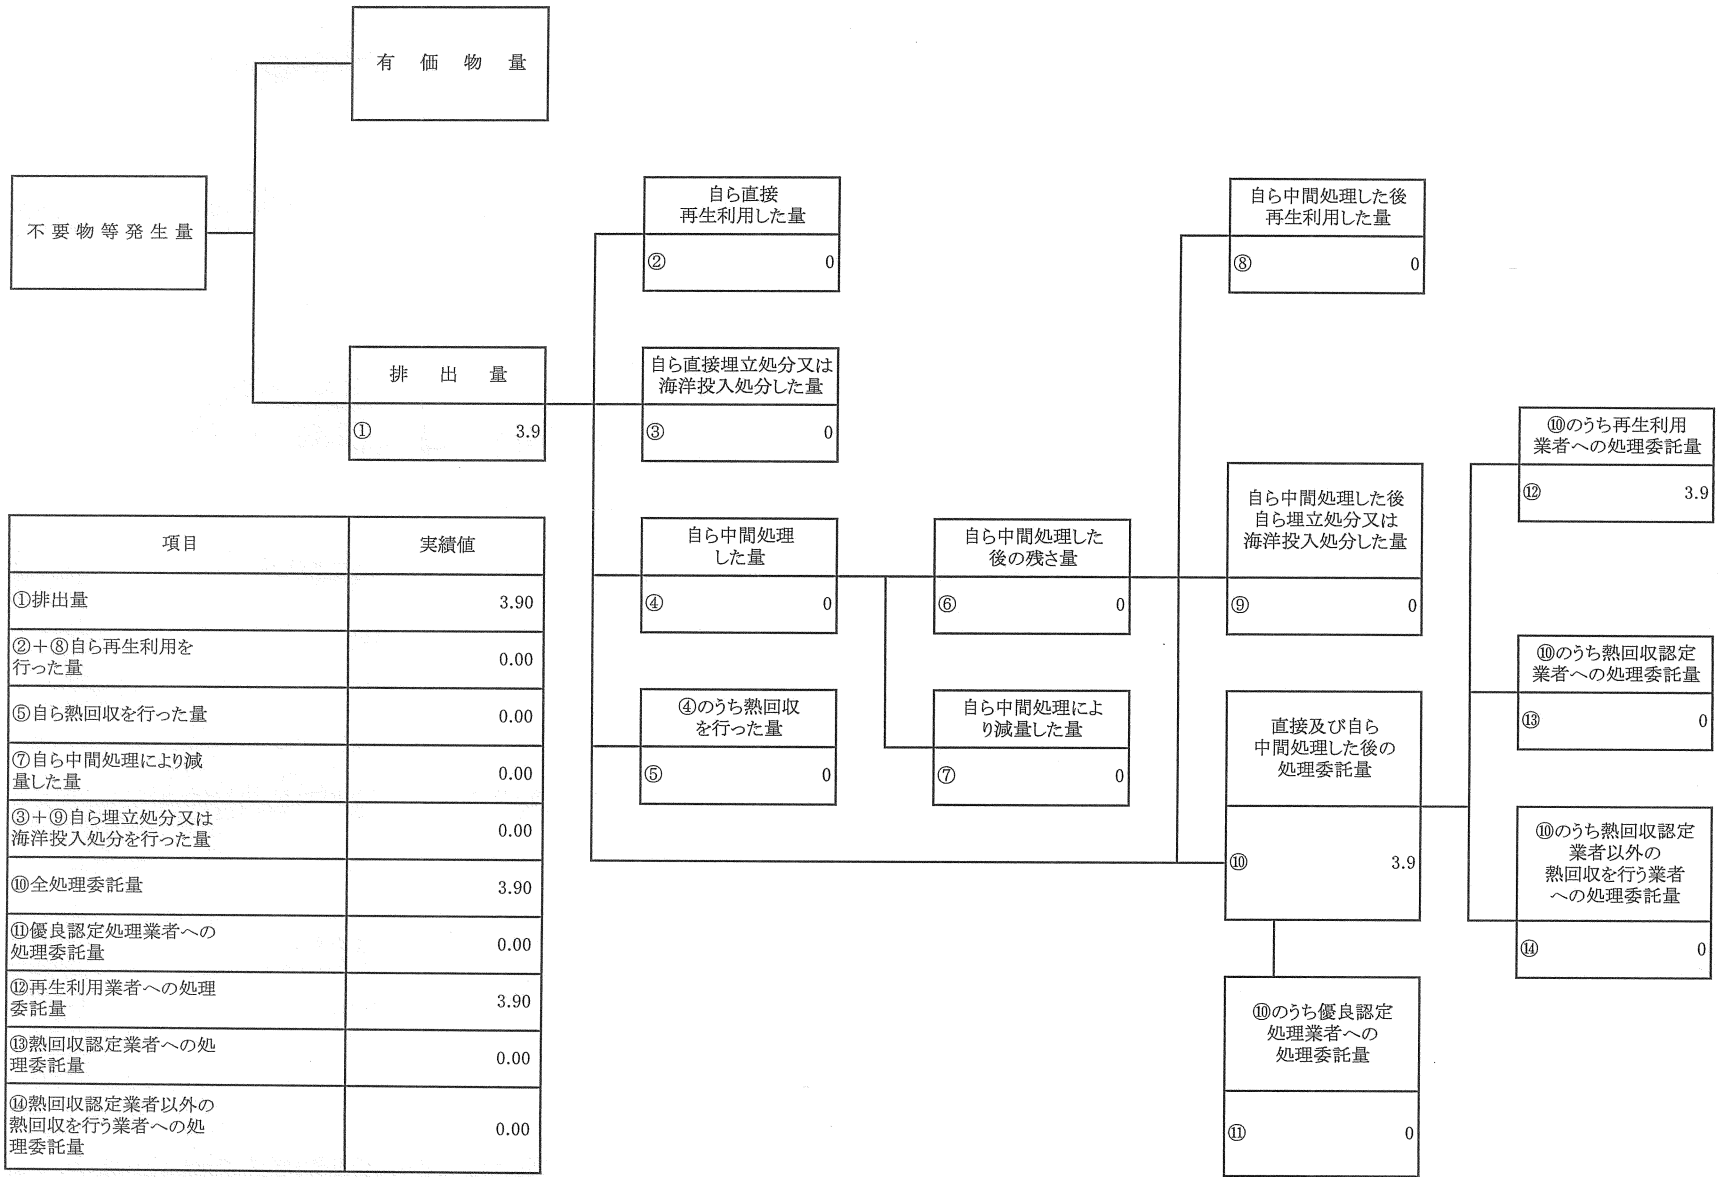 有価物量
不要物等発生量
排出量
① 3.9
自ら直接
再生利用した量
② 0
自ら直接埋立処分又は
海洋投入処分した量
③ 0
自ら中間処理
した量
④ 0
④のうち熱回収
を行った量
⑤ 0
自ら中間処理した
後の残さ量
⑥ 0
自ら中間処理によ
り減量した量
⑦ 0
自ら中間処理した後
再生利用した量
⑧ 0
自ら中間処理した後
自ら埋立処分又は
海洋投入処分した量
⑨ 0
直接及び自ら
中間処理した後の
処理委託量
⑩ 3.9
⑩のうち優良認定
処理業者への
処理委託量
⑪ 0
⑩のうち再生利用
業者への処理委託量
⑫ 3.9
⑩のうち熱回収認定
業者への処理委託量
⑬ 0
⑩のうち熱回収認定
業者以外の
熱回収を行う業者
への処理委託量
⑭ 0
項目 実績値
①排出量 3.90
②＋⑧自ら再生利用を
行った量 0.00
⑤自ら熱回収を行った量 0.00
⑦自ら中間処理により減
量した量 0.00
③＋⑨自ら埋立処分又は
海洋投入処分を行った量 0.00
⑩全処理委託量 3.90
⑪優良認定処理業者への
処理委託量 0.00
⑫再生利用業者への処理
委託量 3.90
⑬熱回収認定業者への処
理委託量 0.00
⑭熱回収認定業者以外の
熱回収を行う業者への処
理委託量 0.00